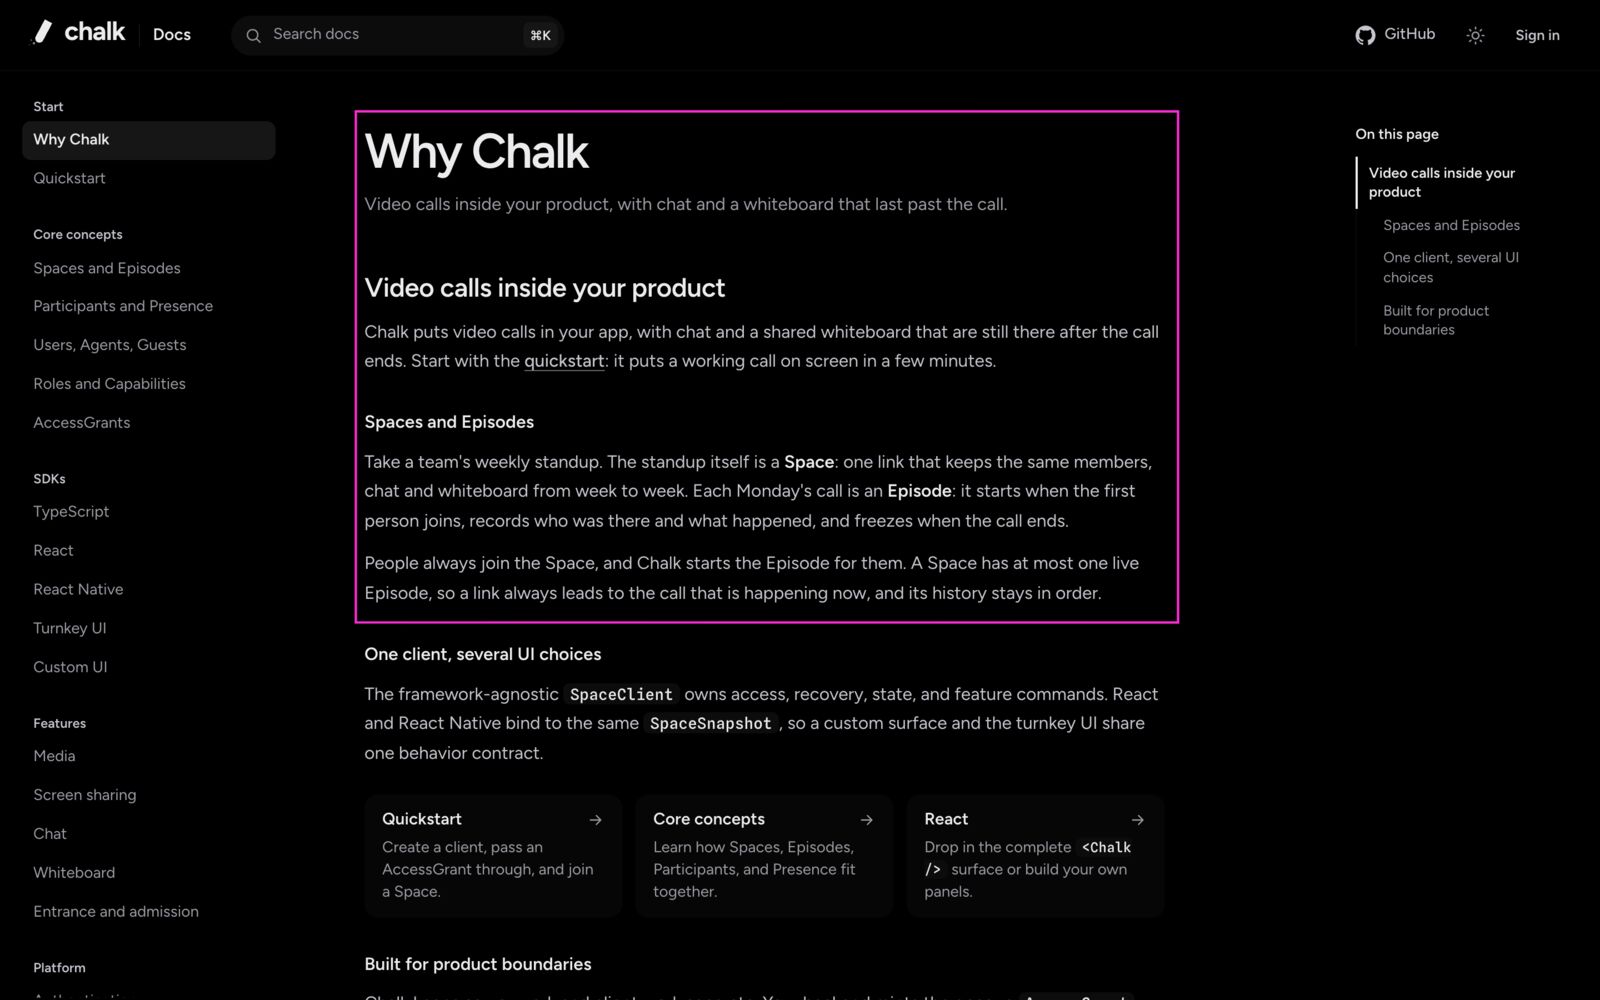 chalk
Docs
Search docs
⌘K
GitHub
Sign in
Start
Why Chalk
Quickstart
Core concepts
Spaces and Episodes
Participants and Presence
Users, Agents, Guests
Roles and Capabilities
AccessGrants
SDKs
TypeScript
React
React Native
Turnkey UI
Custom UI
Features
Media
Screen sharing
Chat
Whiteboard
Entrance and admission
Platform
Why Chalk
Video calls inside your product, with chat and a whiteboard that last past the call.
Video calls inside your product
Chalk puts video calls in your app, with chat and a shared whiteboard that are still there after the call
ends. Start with the quickstart: it puts a working call on screen in a few minutes.
Spaces and Episodes
Take a team's weekly standup. The standup itself is a Space: one link that keeps the same members,
chat and whiteboard from week to week. Each Monday's call is an Episode: it starts when the first
person joins, records who was there and what happened, and freezes when the call ends.
People always join the Space, and Chalk starts the Episode for them. A Space has at most one live
Episode, so a link always leads to the call that is happening now, and its history stays in order.
One client, several UI choices
The framework-agnostic SpaceClient owns access, recovery, state, and feature commands. React
and React Native bind to the same SpaceSnapshot, so a custom surface and the turnkey UI share
one behavior contract.
Quickstart →
Create a client, pass an
AccessGrant through, and join
a Space.
Core concepts →
Learn how Spaces, Episodes,
Participants, and Presence fit
together.
React →
Drop in the complete <Chalk
/> surface or build your own
panels.
Built for product boundaries
On this page
Video calls inside your
product
Spaces and Episodes
One client, several UI
choices
Built for product
boundaries